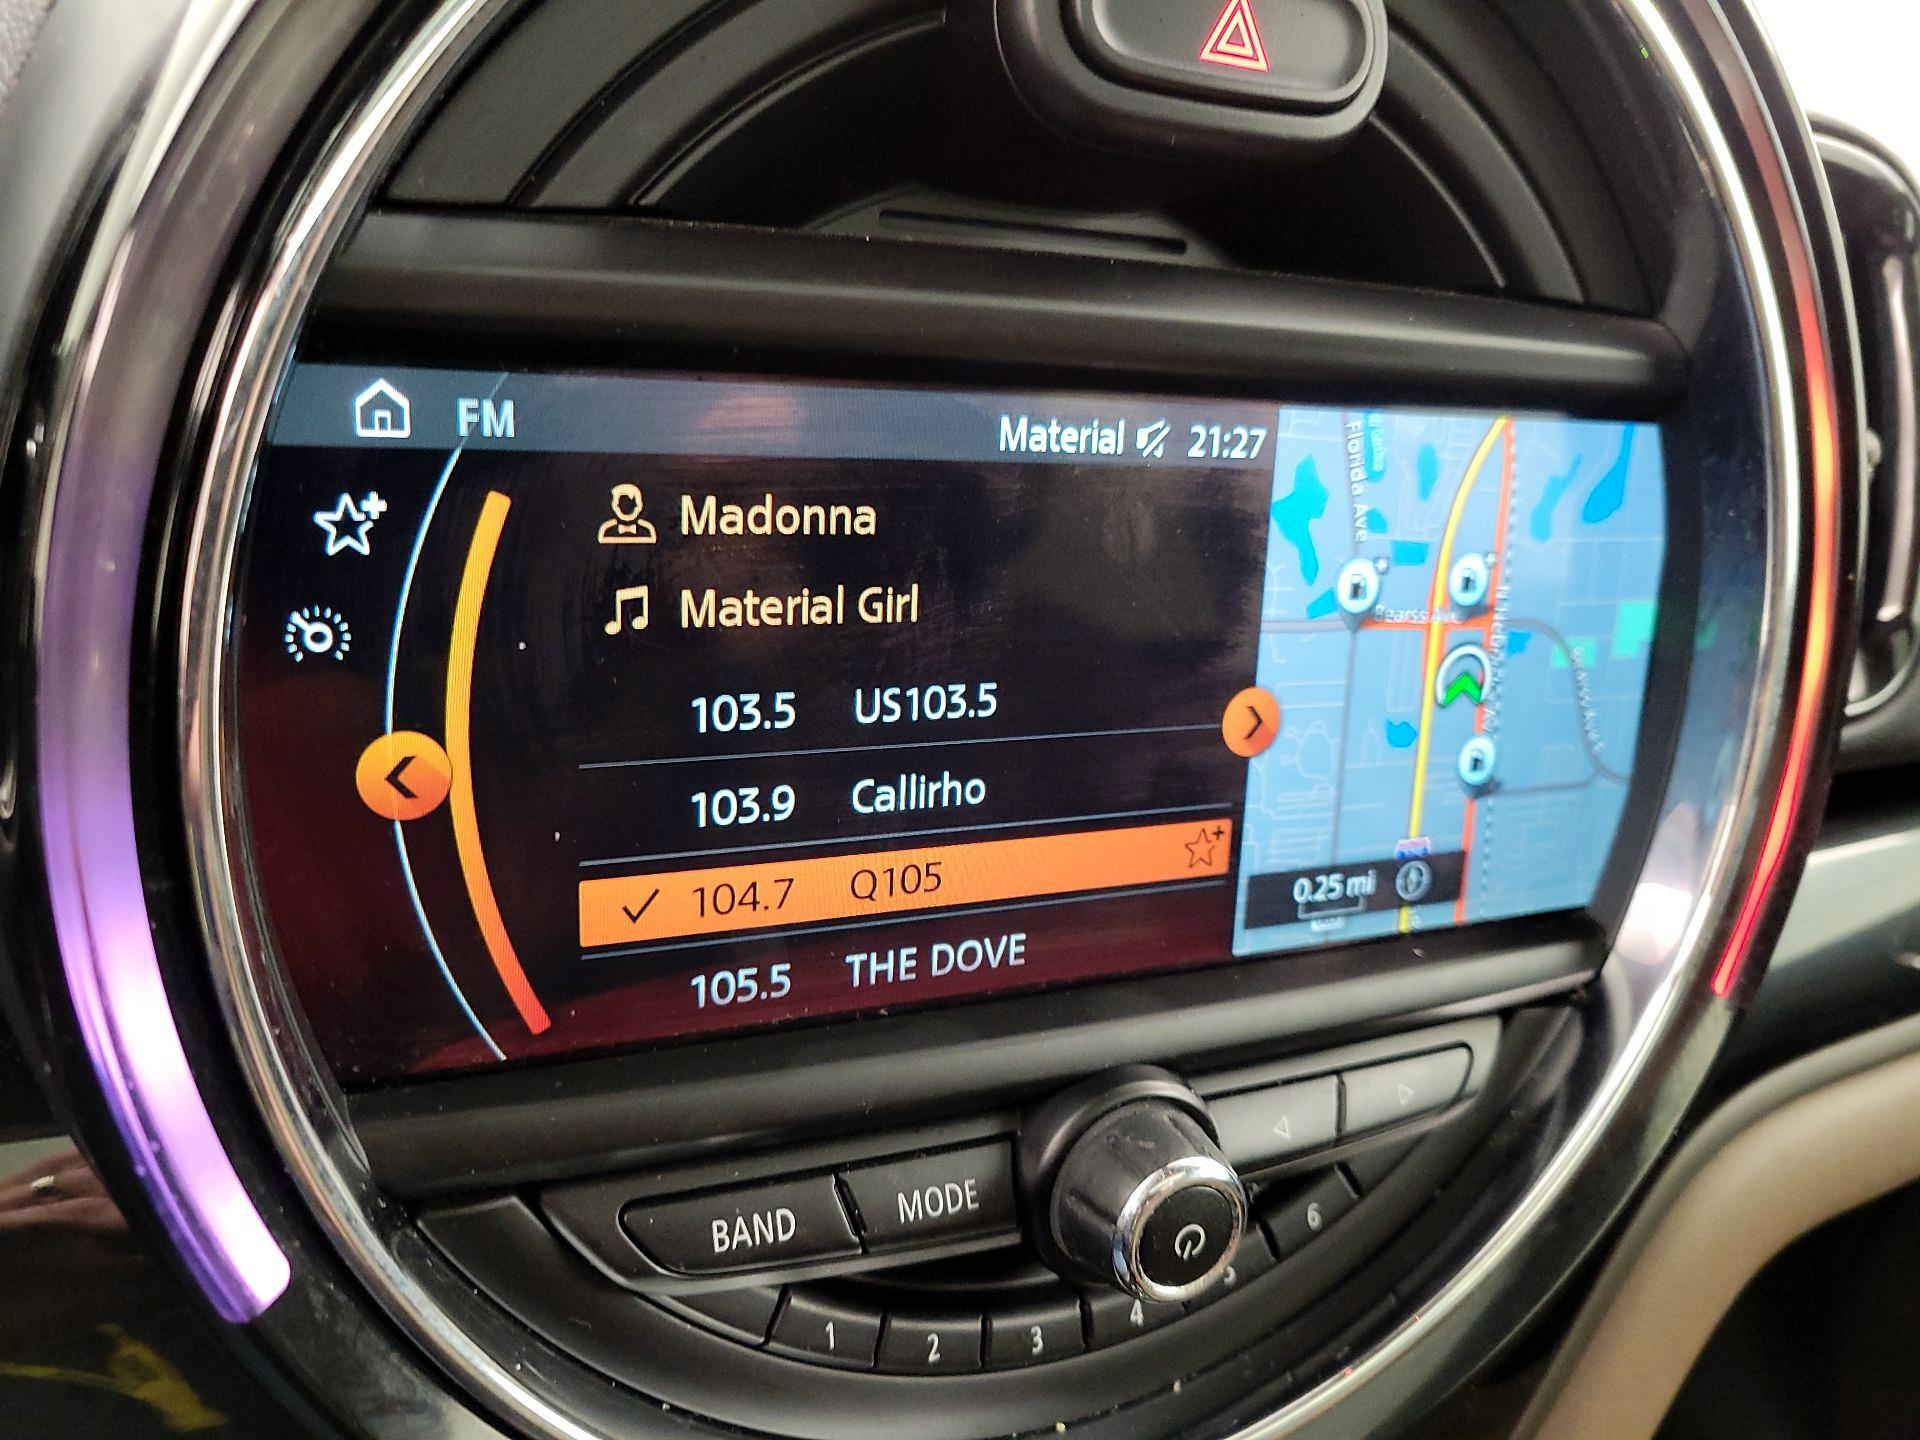 FM
Material 21:27
Madonna
Material Girl
103.5 US103.5
103.9 Callirho
104.7 Q105
105.5 THE DOVE
Florida Ave
Bearss Ave
0.25 mi
BAND
MODE
1
2
3
4
5
6